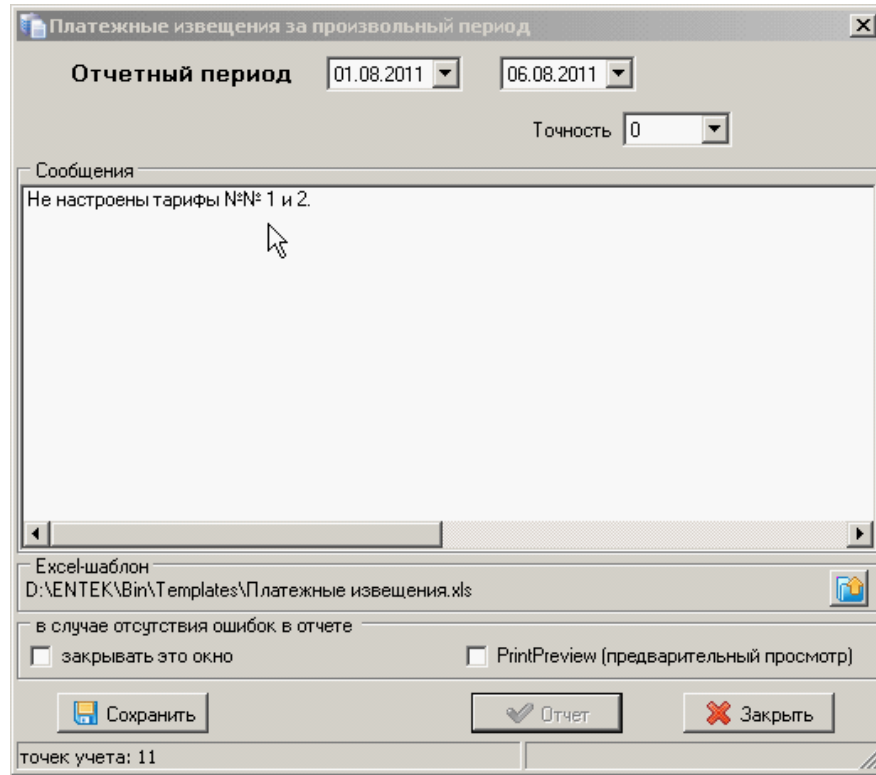 Платежные извещения за произвольный период
Отчетный период 01.08.2011 06.08.2011
Точность 0
Сообщения
Не настроены тарифы №№ 1 и 2.
Excel-шаблон
D:\ENTEK\Bin\Templates\Платежные извещения.xls
в случае отсутствия ошибок в отчете
закрывать это окно PrintPreview (предварительный просмотр)
Сохранить Отчет Закрыть
точек учета: 11